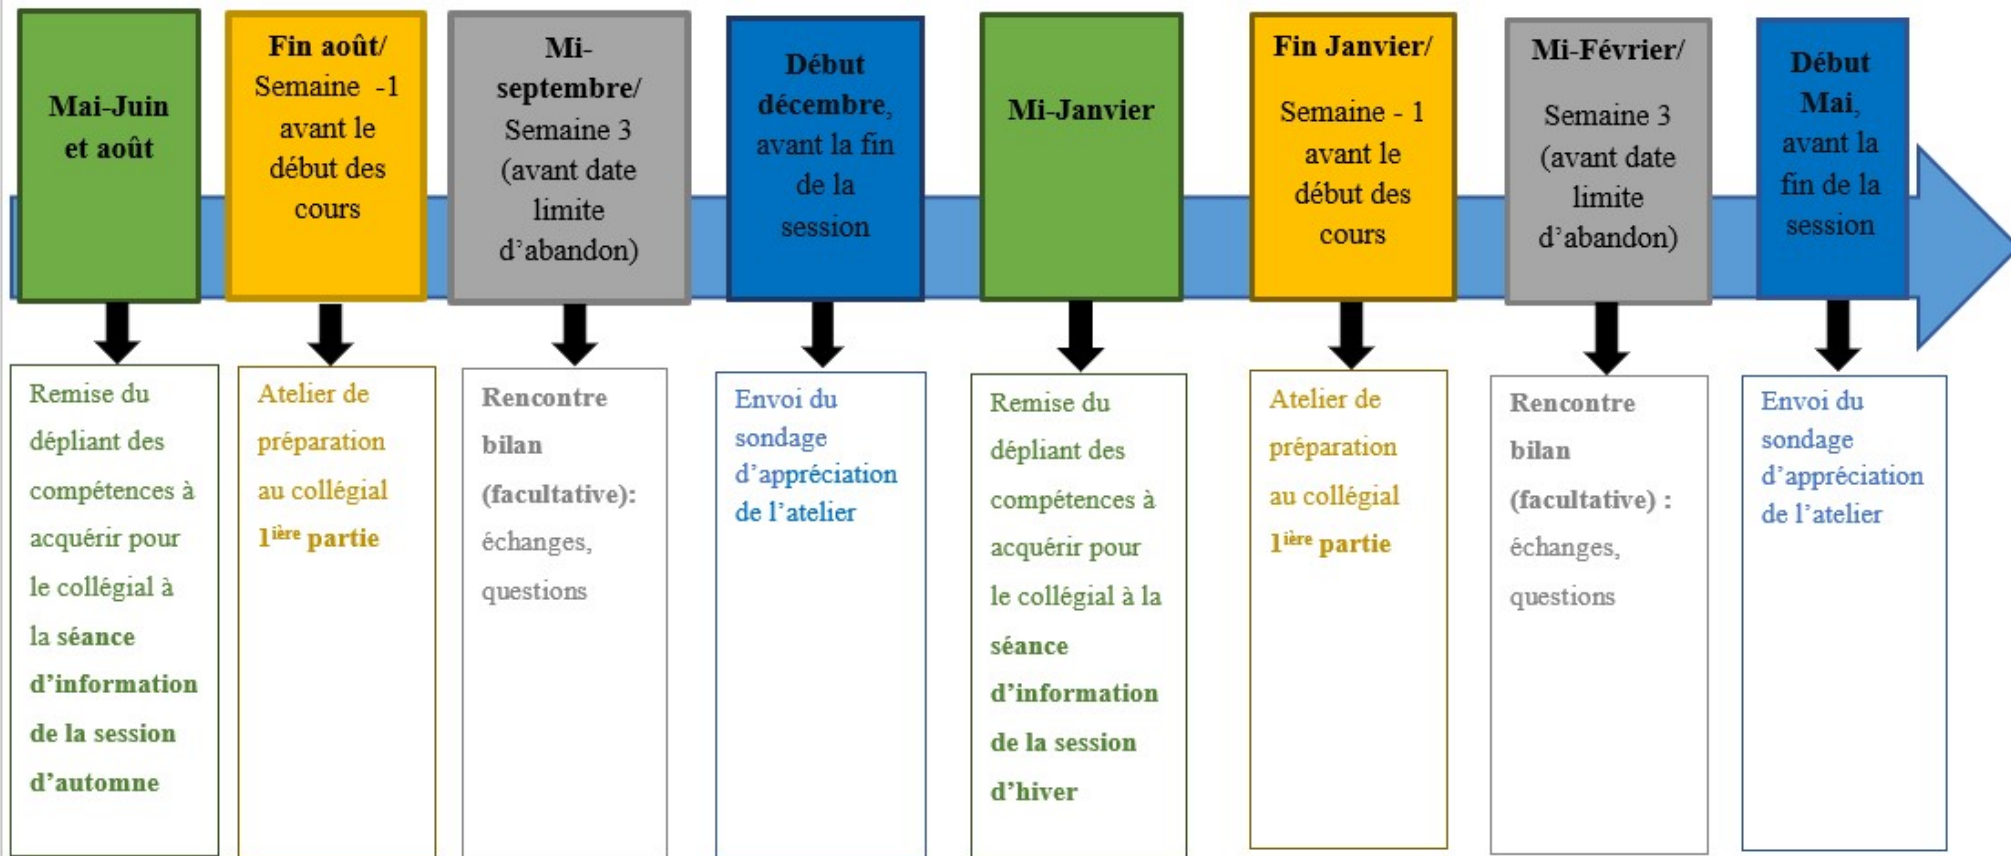 Mai-Juin
et août
Fin août/
Semaine -1
avant le
début des
cours
Mi-
septembre/
Semaine 3
(avant date
limite
d’abandon)
Début
décembre,
avant la fin
de la
session
Mi-Janvier
Fin Janvier/
Semaine - 1
avant le
début des
cours
Mi-Février/
Semaine 3
(avant date
limite
d’abandon)
Début
Mai,
avant la
fin de la
session
Remise du
dépliant des
compétences à
acquérir pour
le collégial à
la séance
d’information
de la session
d’automne
Atelier de
préparation
au collégial
1ière partie
Rencontre
bilan
(facultative):
échanges,
questions
Envoi du
sondage
d’appréciation
de l’atelier
Remise du
dépliant des
compétences à
acquérir pour
le collégial à la
séance
d’information
de la session
d’hiver
Atelier de
préparation
au collégial
1ière partie
Rencontre
bilan
(facultative) :
échanges,
questions
Envoi du
sondage
d’appréciation
de l’atelier